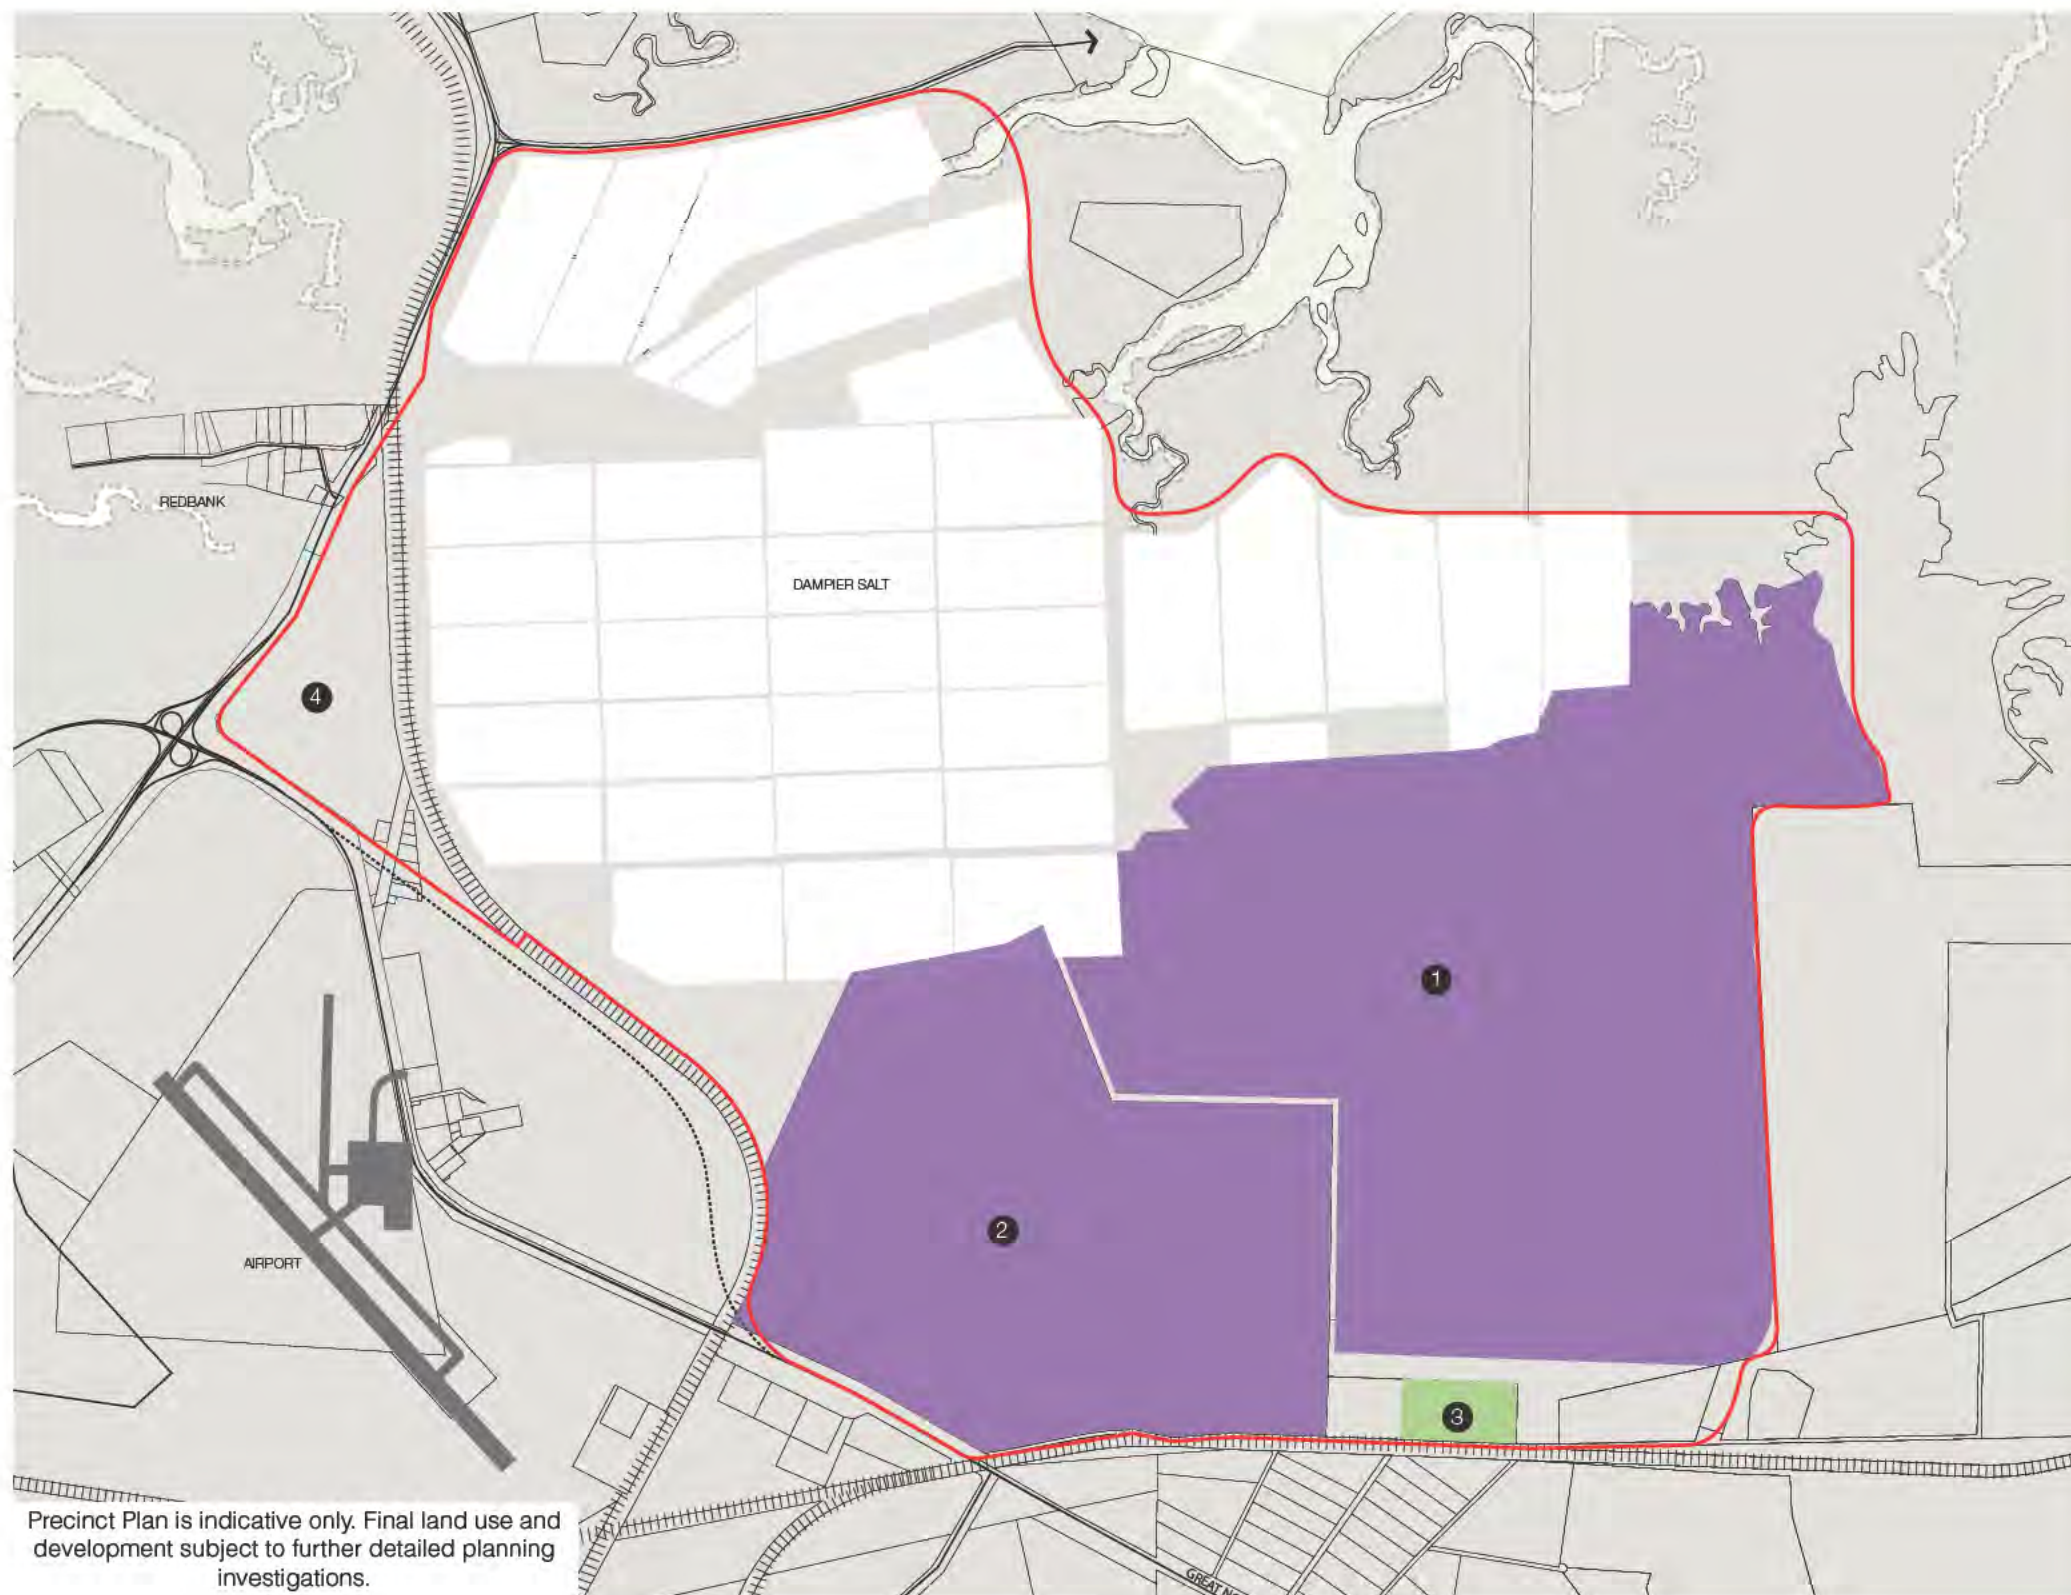 REDBANK
DAMPIER SALT
4
1
2
AIRPORT
3
Precinct Plan is indicative only. Final land use and
development subject to further detailed planning
investigations.
GREAT